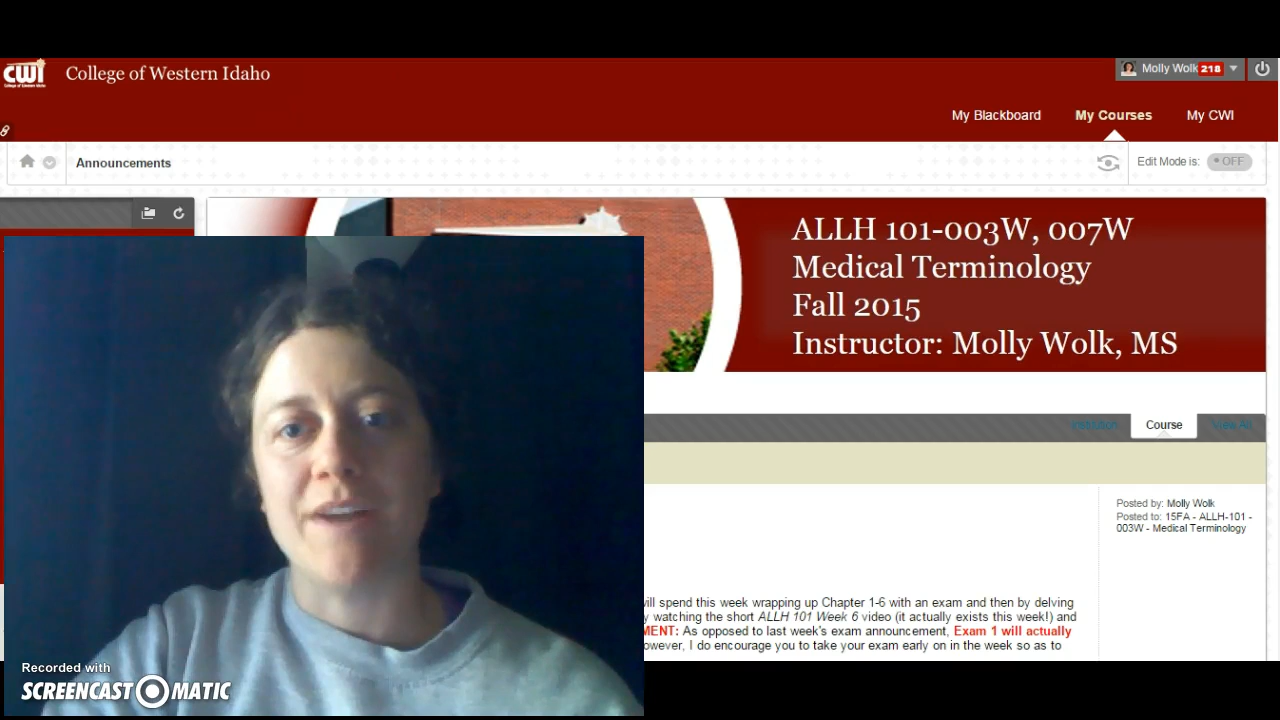 CWI
College of Western Idaho
Molly Wolk 218
My Blackboard My Courses My CWI
Announcements
Edit Mode is: OFF
ALLH 101-003W, 007W
Medical Terminology
Fall 2015
Instructor: Molly Wolk, MS
Institution Course View All
Posted by: Molly Wolk
Posted to: 15FA - ALLH-101 -
003W - Medical Terminology
will spend this week wrapping up Chapter 1-6 with an exam and then by delving
y watching the short ALLH 101 Week 6 video (it actually exists this week!) and
MENT: As opposed to last week's exam announcement, Exam 1 will actually
owever, I do encourage you to take your exam early on in the week so as to
Recorded with
SCREENCAST MATIC